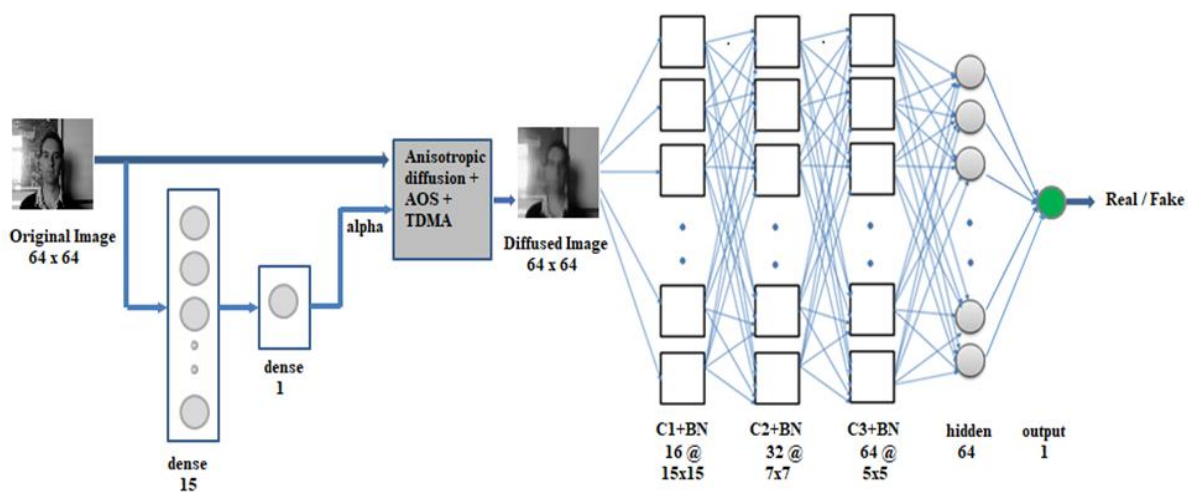 Original Image
64 x 64
dense
15
dense
1
alpha
Anisotropic
diffusion +
AOS +
TDMA
Diffused Image
64 x 64
C1+BN
16 @
15x15
C2+BN
32 @
7x7
C3+BN
64 @
5x5
hidden
64
output
1
Real / Fake